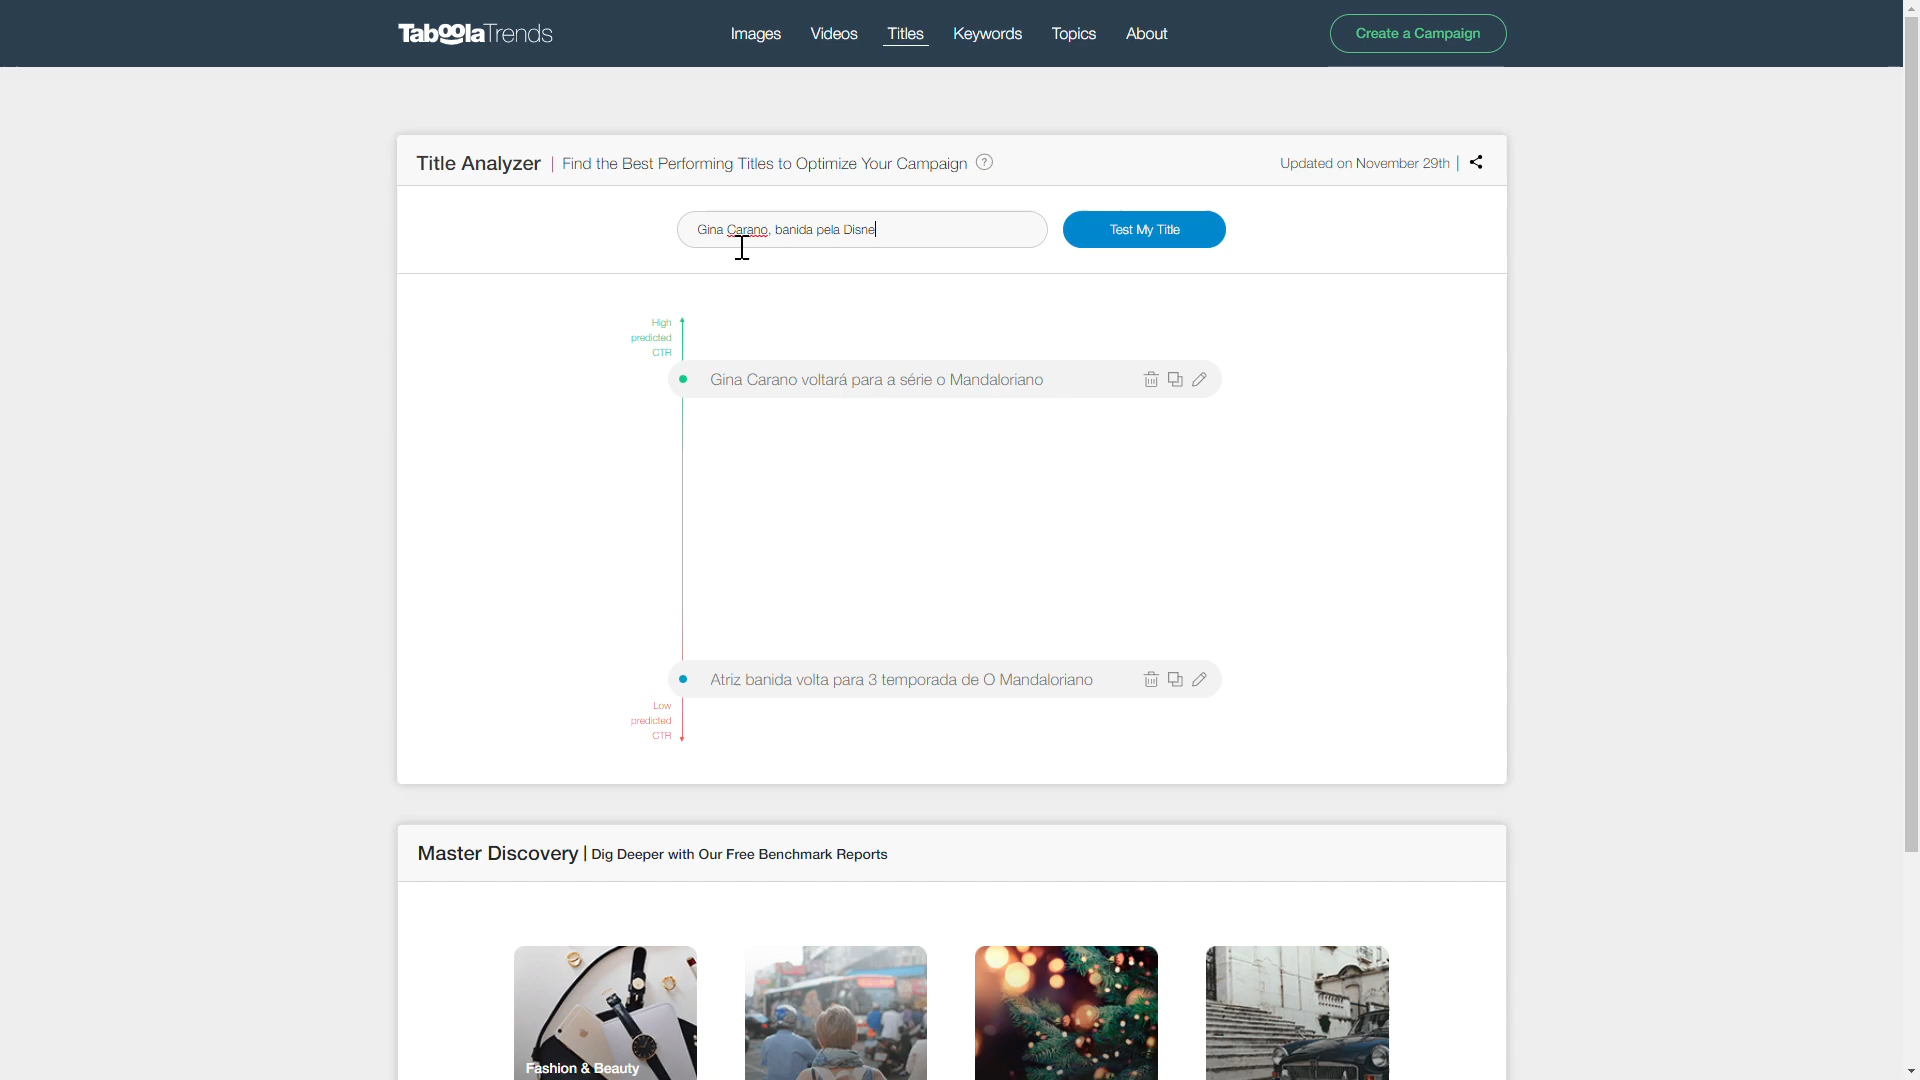 TaboolaTrends
Images Videos Titles Keywords Topics About
Create a Campaign
Title Analyzer | Find the Best Performing Titles to Optimize Your Campaign ?
Updated on November 29th |
Gina Carano, banida pela Disne
Test My Title
High
predicted
CTR
Gina Carano voltará para a série o Mandaloriano
Atriz banida volta para 3 temporada de O Mandaloriano
Low
predicted
CTR
Master Discovery | Dig Deeper with Our Free Benchmark Reports
Fashion & Beauty